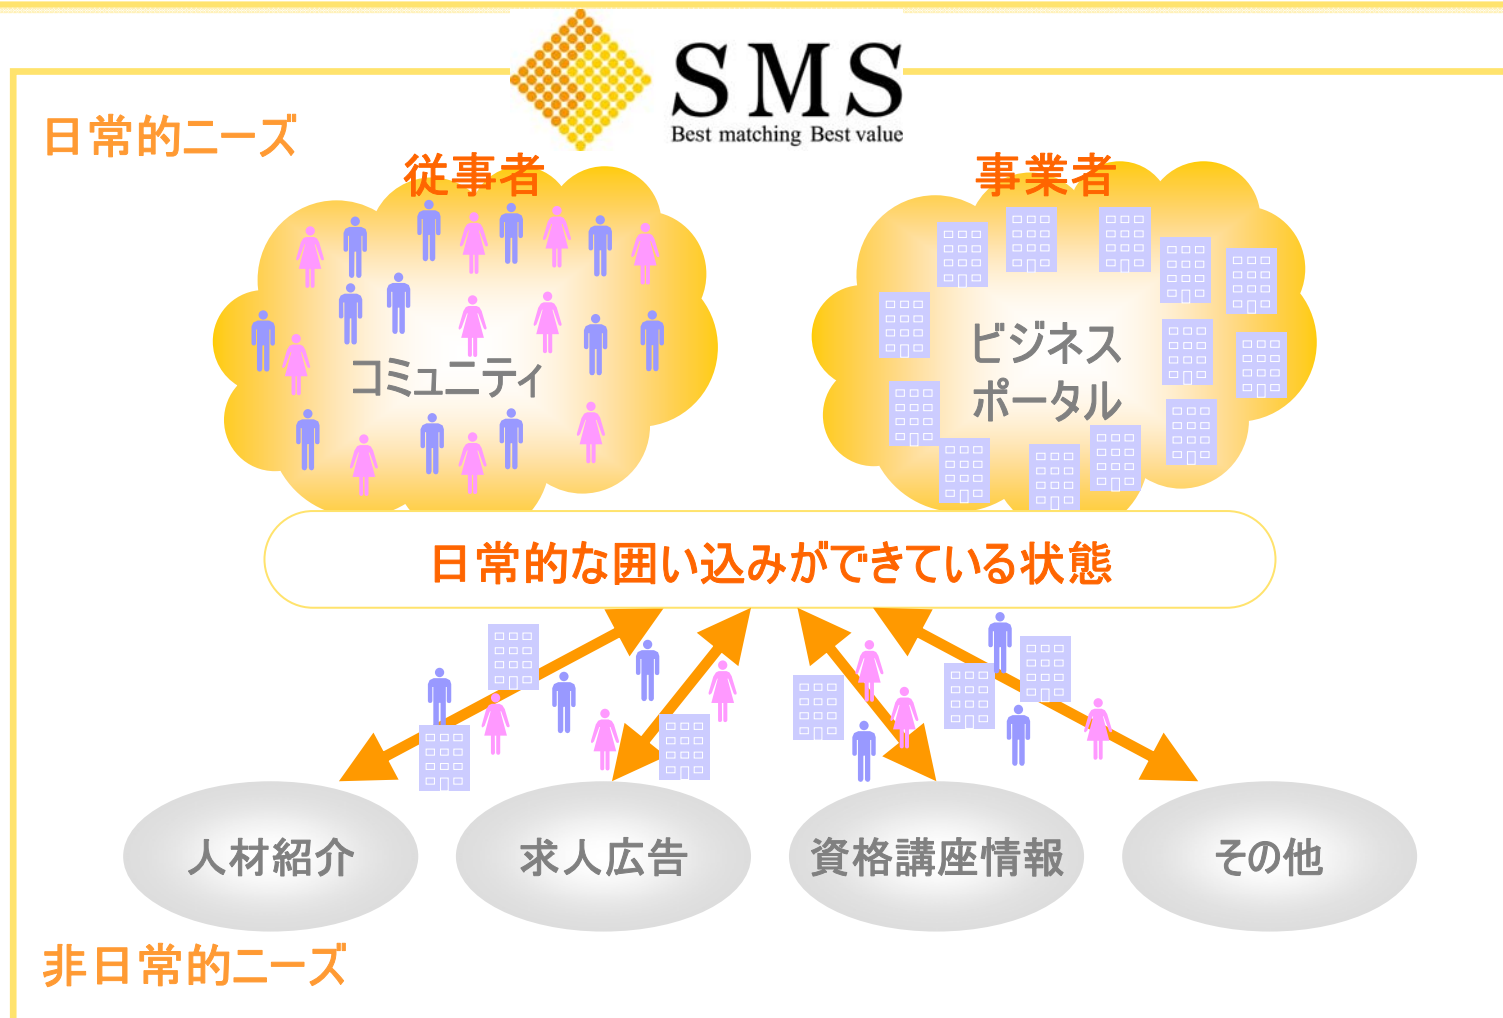 SMS
Best matching Best value
日常的ニーズ
従事者
事業者
コミュニティ
ビジネス
ポータル
日常的な囲い込みができている状態
人材紹介
求人広告
資格講座情報
その他
非日常的ニーズ